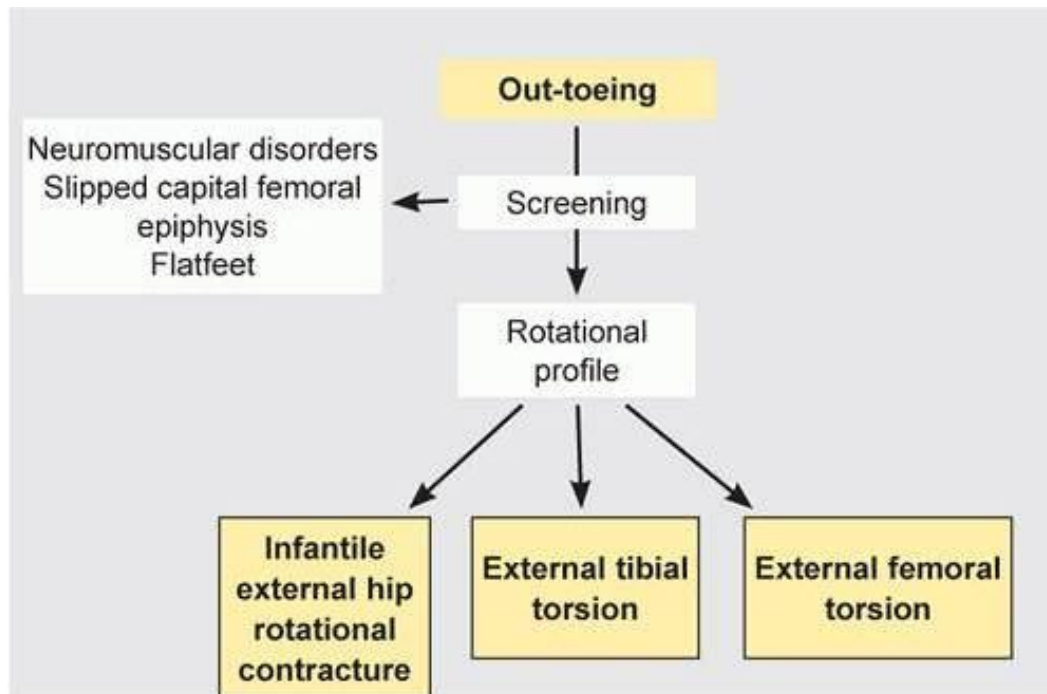 Out-toeing
Neuromuscular disorders
Slipped capital femoral
epiphysis
Flatfeet
Screening
Rotational
profile
Infantile
external hip
rotational
contracture
External tibial
torsion
External femoral
torsion